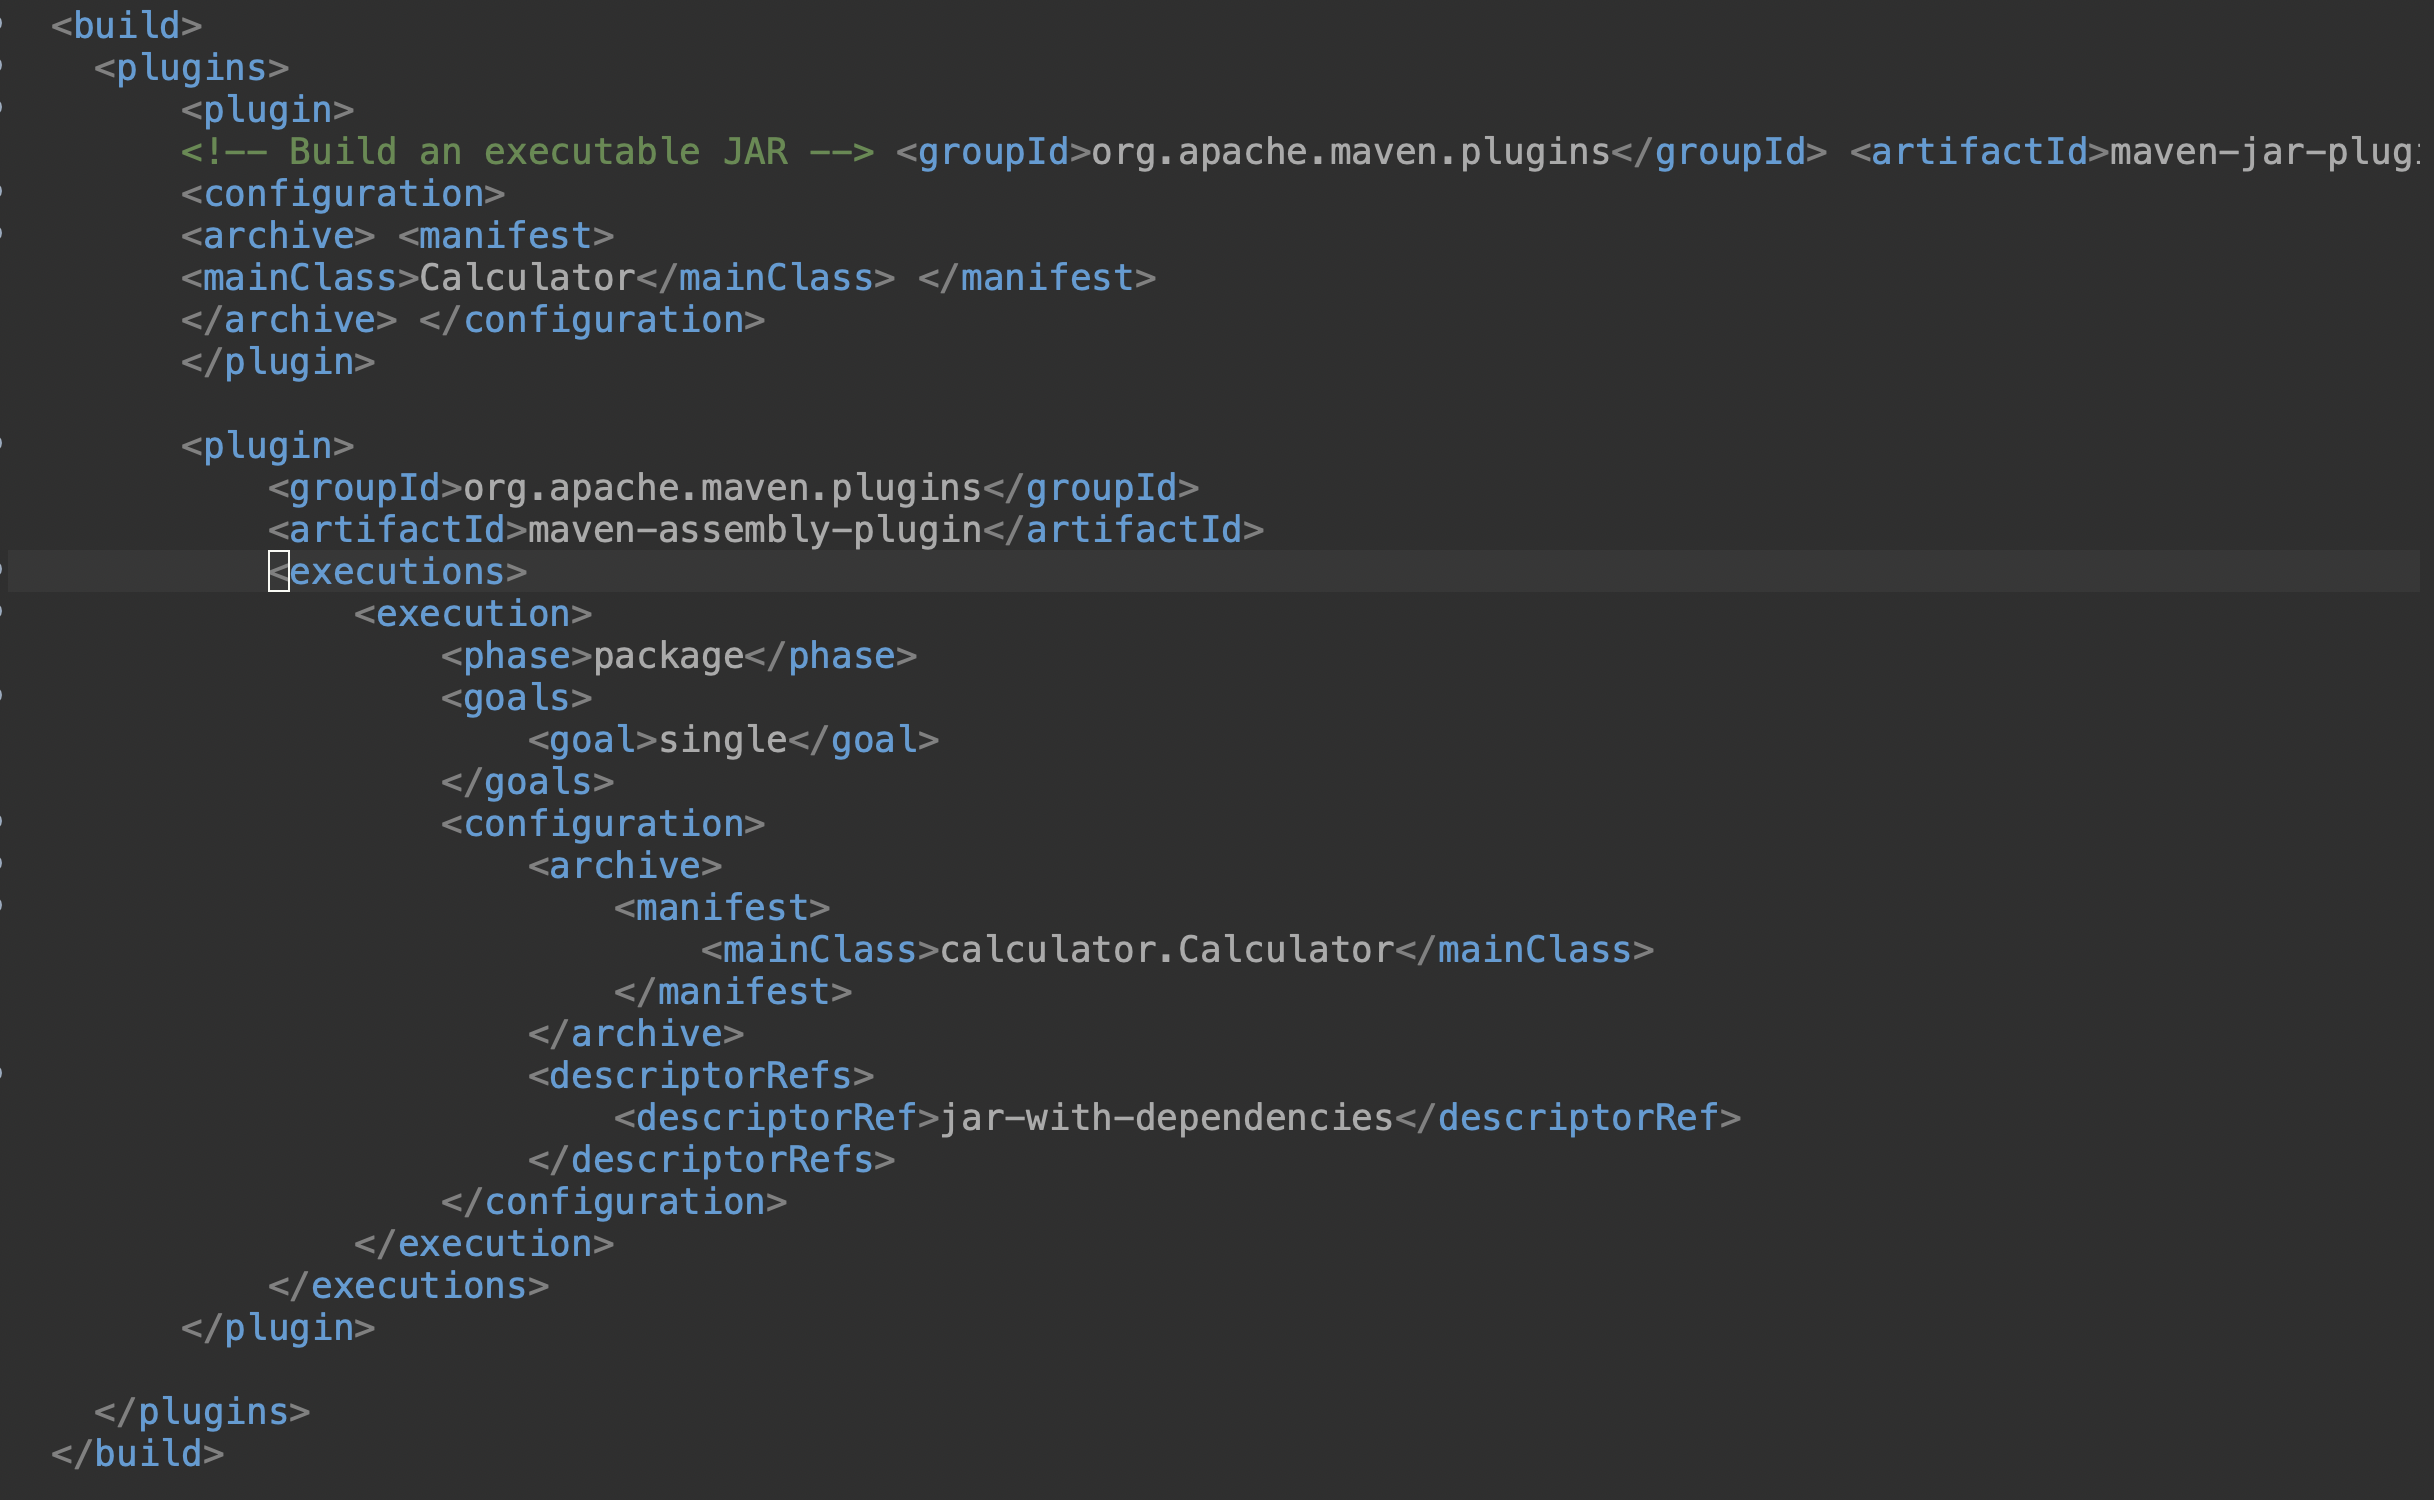 <build>
<plugins>
<plugin>
<!-- Build an executable JAR --> <groupId>org.apache.maven.plugins</groupId> <artifactId>maven-jar-plug
<configuration>
<archive> <manifest>
<mainClass>Calculator</mainClass> </manifest>
</archive> </configuration>
</plugin>
<plugin>
<groupId>org.apache.maven.plugins</groupId>
<artifactId>maven-assembly-plugin</artifactId>
<executions>
<execution>
<phase>package</phase>
<goals>
<goal>single</goal>
</goals>
<configuration>
<archive>
<manifest>
<mainClass>calculator.Calculator</mainClass>
</manifest>
</archive>
<descriptorRefs>
<descriptorRef>jar-with-dependencies</descriptorRef>
</descriptorRefs>
</configuration>
</execution>
</executions>
</plugin>
</plugins>
</build>